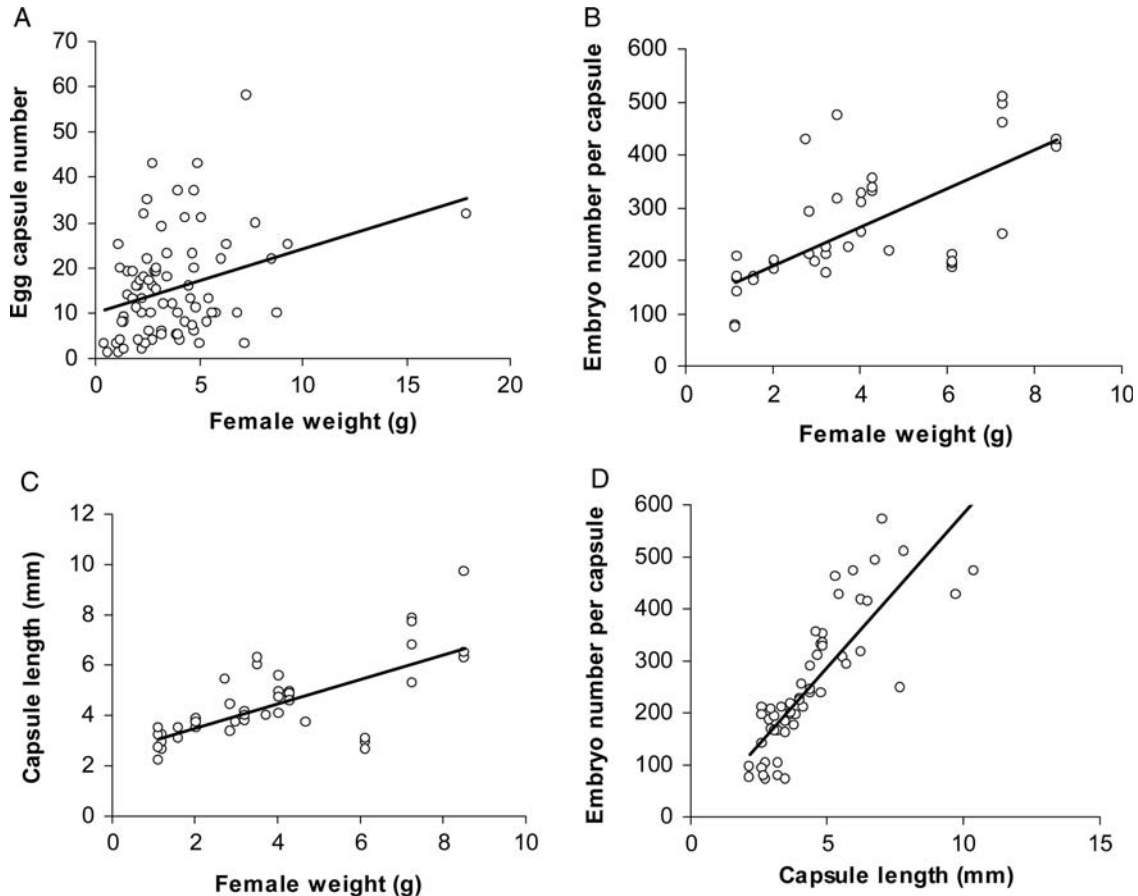 A
Egg capsule number
70
60
50
40
30
20
10
0
0 5 10 15 20
Female weight (g)
B
Embryo number per capsule
600
500
400
300
200
100
0
0 2 4 6 8 10
Female weight (g)
C
Capsule length (mm)
12
10
8
6
4
2
0
0 2 4 6 8 10
Female weight (g)
D
Embryo number per capsule
600
500
400
300
200
100
0
0 5 10 15
Capsule length (mm)